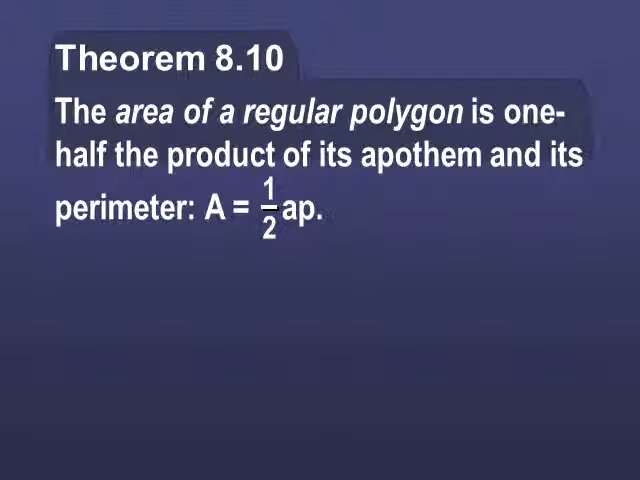 Theorem 8.10
The area of a regular polygon is one-
half the product of its apothem and its
perimeter: A = 1/2 ap.